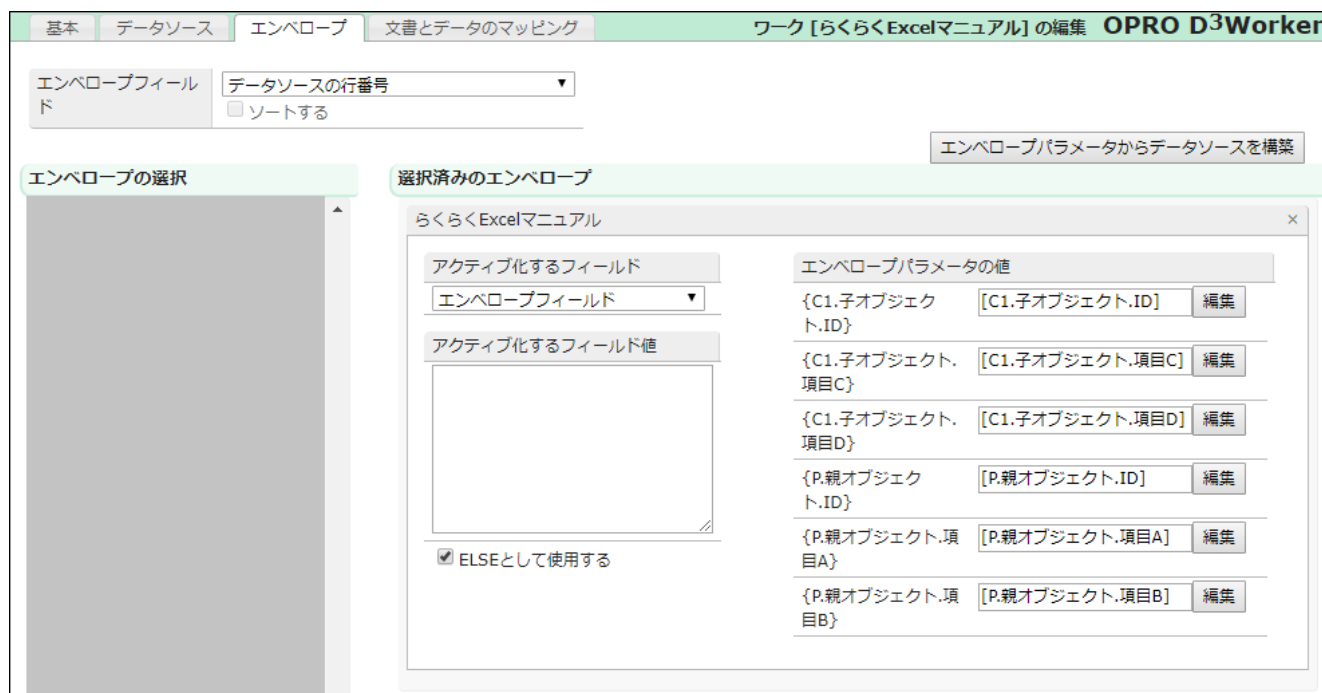 基本 データソース エンベロープ 文書とデータのマッピング ワーク [らくらくExcelマニュアル] の編集 OPRO D3Worker
エンベロープフィール
ド
データソースの行番号
ソートする
エンベロープパラメータからデータソースを構築
エンベロープの選択
選択済みのエンベロープ
らくらくExcelマニュアル ×
アクティブ化するフィールド
エンベロープフィールド
アクティブ化するフィールド値
ELSEとして使用する
エンベロープパラメータの値
{C1.子オブジェク
ト.ID}
[C1.子オブジェクト.ID] 編集
{C1.子オブジェクト.
項目C}
[C1.子オブジェクト.項目C] 編集
{C1.子オブジェクト.
項目D}
[C1.子オブジェクト.項目D] 編集
{P.親オブジェク
ト.ID}
[P.親オブジェクト.ID] 編集
{P.親オブジェクト.項
目A}
[P.親オブジェクト.項目A] 編集
{P.親オブジェクト.項
目B}
[P.親オブジェクト.項目B] 編集